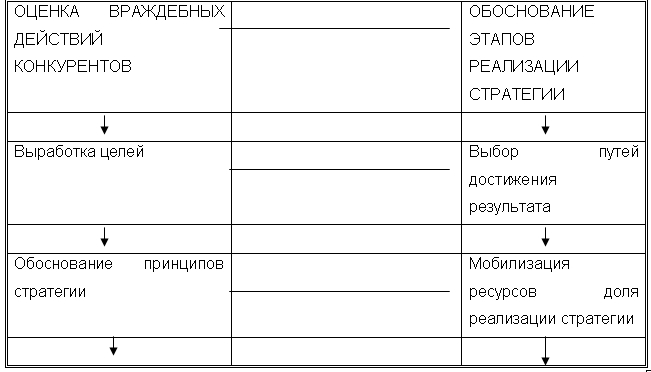 ОЦЕНКА ВРАЖДЕБНЫХ
ДЕЙСТВИЙ
КОНКУРЕНТОВ
ОБОСНОВАНИЕ
ЭТАПОВ
РЕАЛИЗАЦИИ
СТРАТЕГИИ
Выработка целей
Выбор путей
достижения
результата
Обоснование принципов
стратегии
Мобилизация
ресурсов доля
реализации стратегии